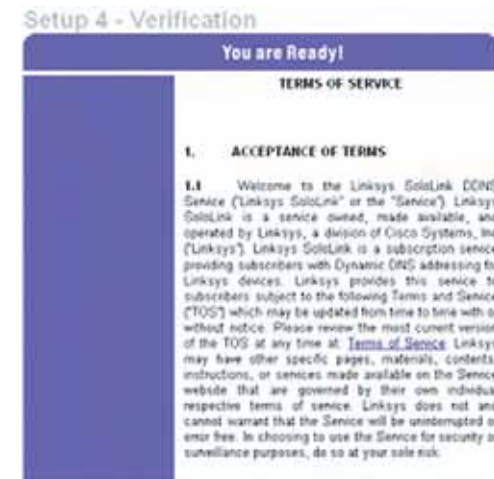 Setup 4 - Verification
You are Ready!
TERMS OF SERVICE
1. ACCEPTANCE OF TERMS
1.1 Welcome to the Linksys SoloLink DDNS
Service ("Linksys SoloLink" or the "Service"). Linksys
SoloLink is a service owned, made available, and
operated by Linksys, a division of Cisco Systems, Inc
("Linksys"). Linksys SoloLink is a subscription service
providing subscribers with Dynamic DNS addressing fo
Linksys devices. Linksys provides this service to
subscribers subject to the following Terms and Service
("TOS") which may be updated from time to time with o
without notice. Please review the most current version
of the TOS at any time at: Terms of Service. Linksys
may have other specific pages, materials, contents,
instructions, or services made available on the Service
website that are governed by their own individua
respective terms of service. Linksys does not and
cannot warrant that the Service will be uninterrupted o
error free. In choosing to use the Service for security o
surveillance purposes, do so at your sole risk.